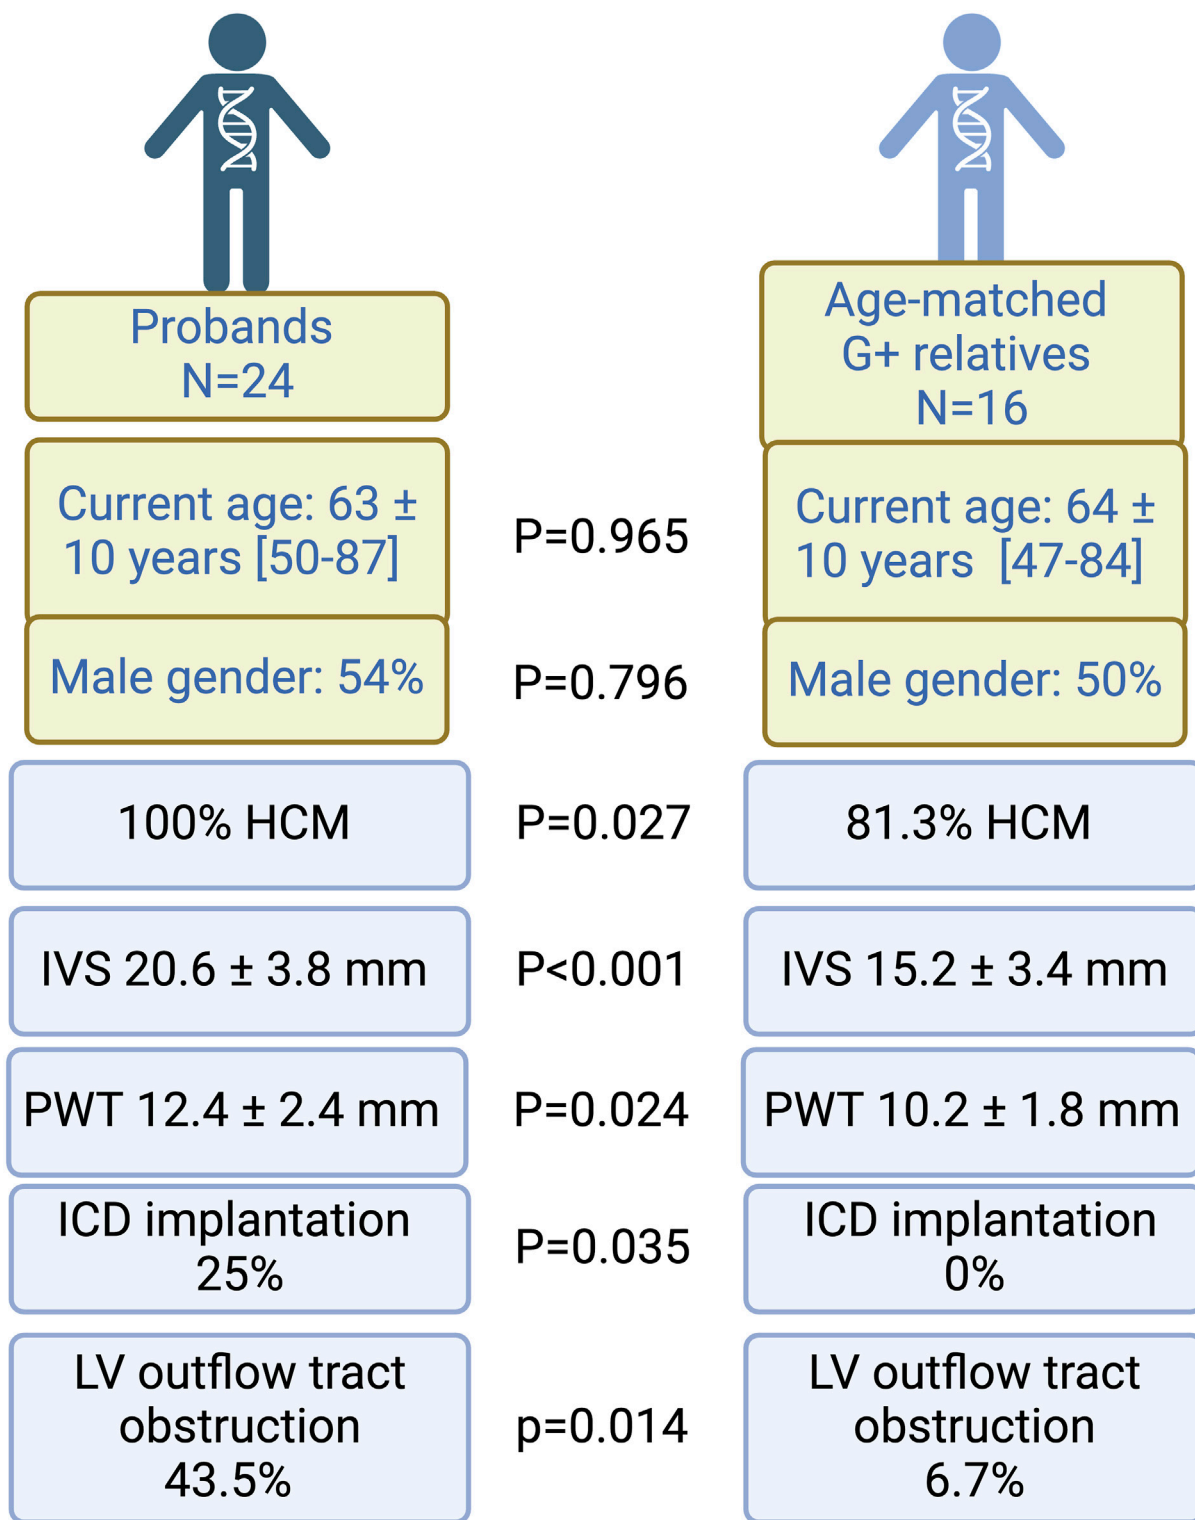 Probands
N=24
Age-matched
G+ relatives
N=16
Current age: 63 ±
10 years [50-87]
P=0.965
Current age: 64 ±
10 years [47-84]
Male gender: 54%
P=0.796
Male gender: 50%
100% HCM
P=0.027
81.3% HCM
IVS 20.6 ± 3.8 mm
P<0.001
IVS 15.2 ± 3.4 mm
PWT 12.4 ± 2.4 mm
P=0.024
PWT 10.2 ± 1.8 mm
ICD implantation
25%
P=0.035
ICD implantation
0%
LV outflow tract
obstruction
43.5%
p=0.014
LV outflow tract
obstruction
6.7%